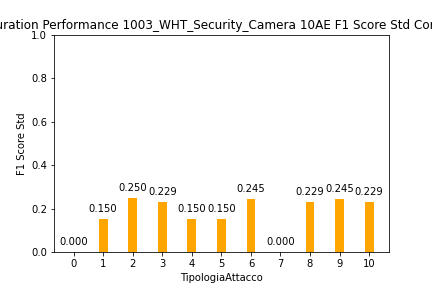 uration Performance 1003_WHT_Security_Camera 10AE F1 Score Std Co
1.0
0.8
0.6
0.4
0.2
0.0
F1 Score Std
0.000 0.150 0.250 0.229 0.150 0.150 0.245 0.000 0.229 0.245 0.229
0 1 2 3 4 5 6 7 8 9 10
TipologiaAttacco